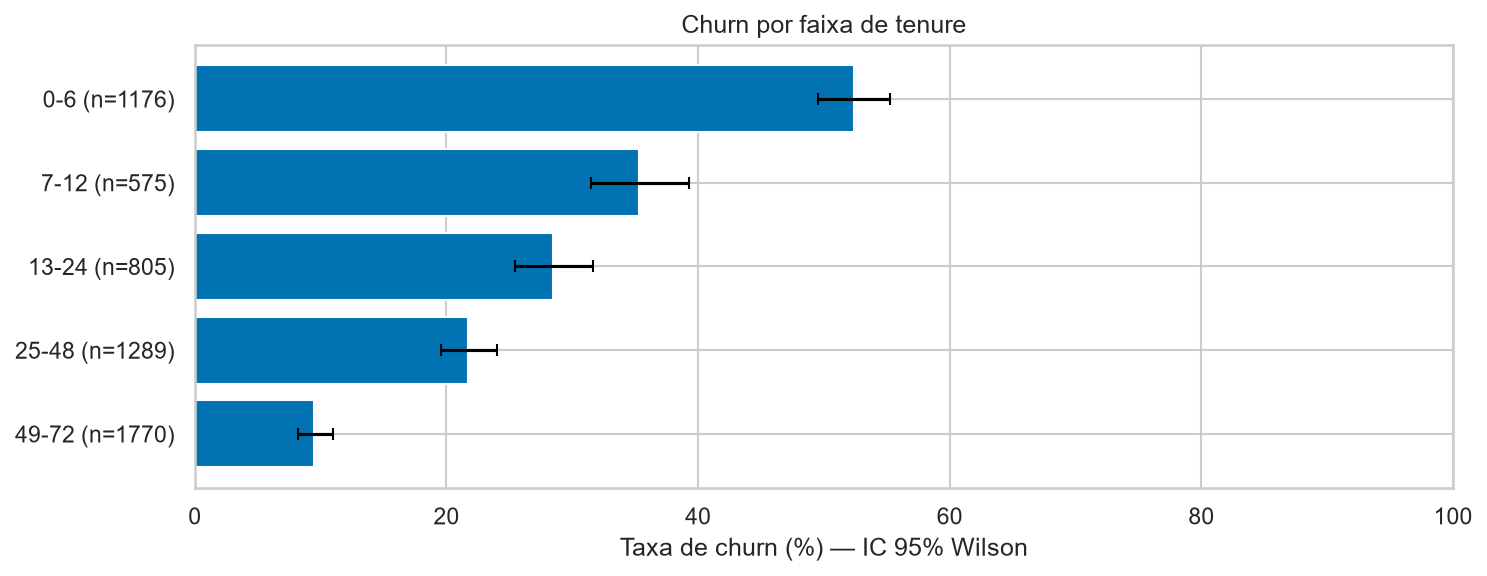 Churn por faixa de tenure
0-6 (n=1176)
7-12 (n=575)
13-24 (n=805)
25-48 (n=1289)
49-72 (n=1770)
0 20 40 60 80 100
Taxa de churn (%) — IC 95% Wilson